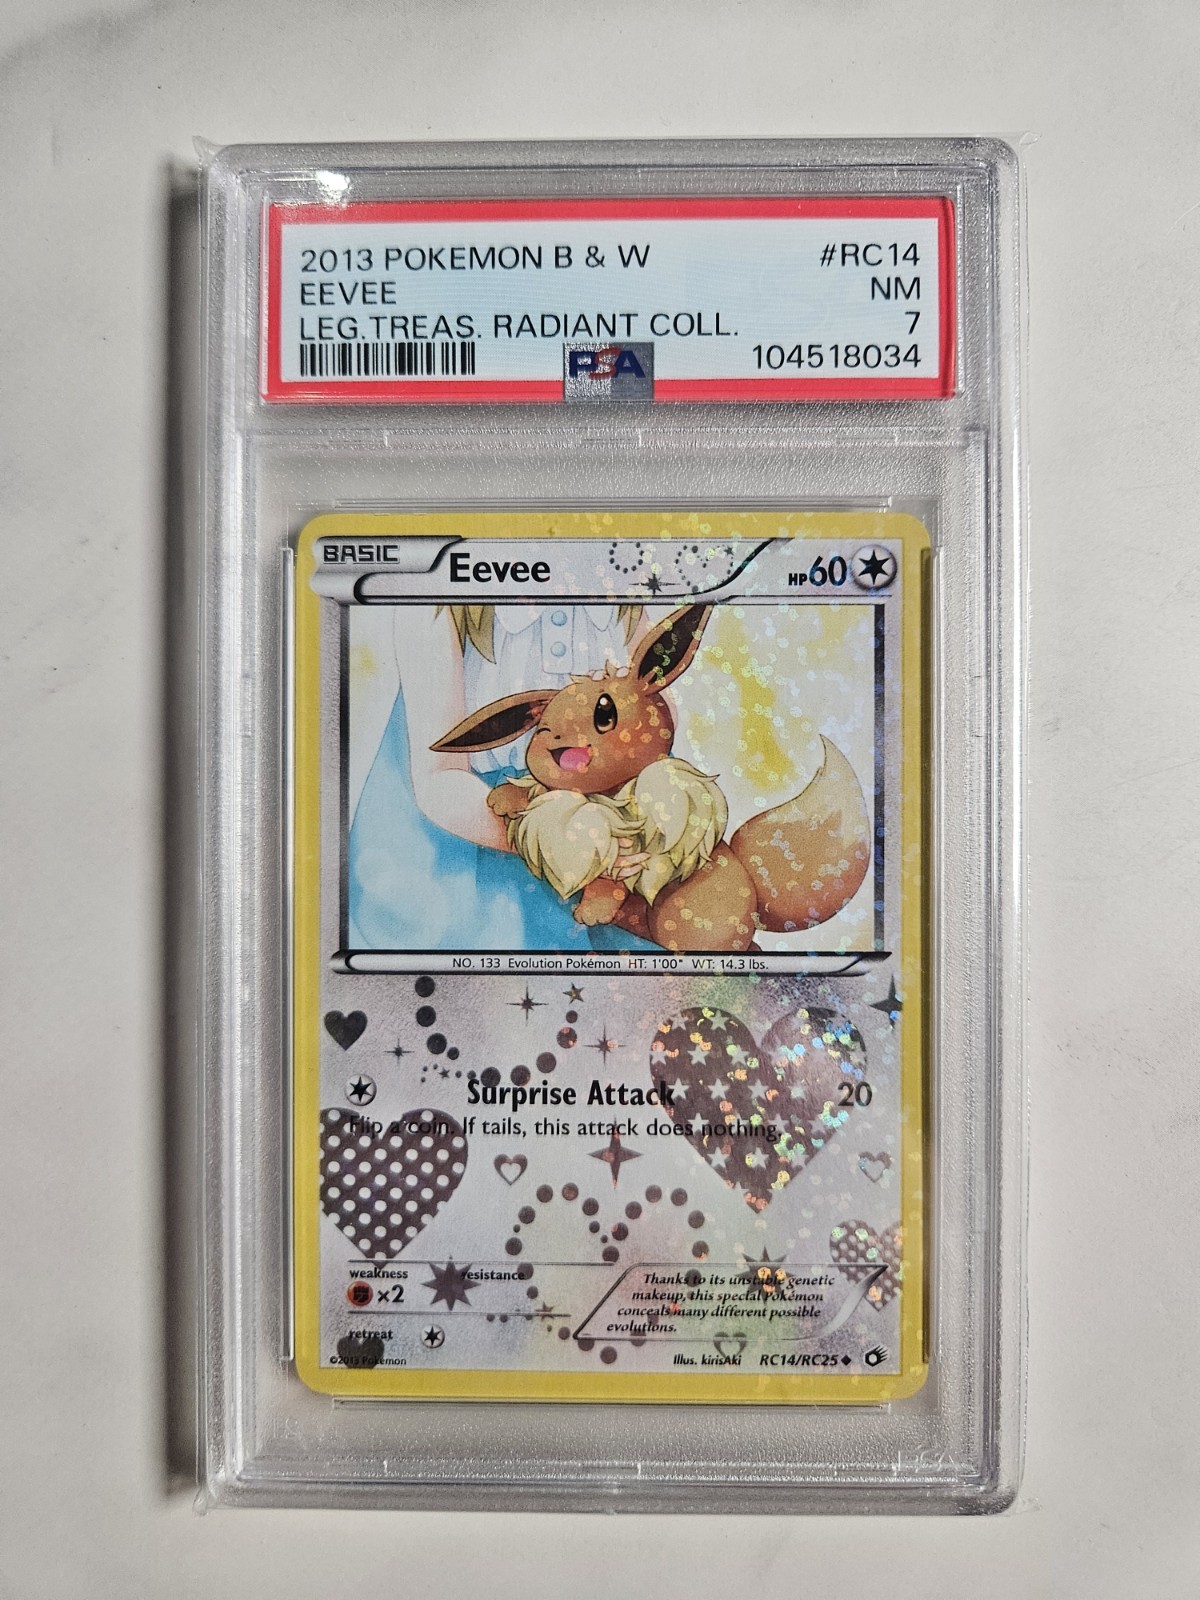 2013 POKEMON B & W #RC14
EEVEE NM
LEG.TREAS. RADIANT COLL. 7
PSA 104518034
BASIC Eevee HP60
NO. 133 Evolution Pokémon HT: 1'00" WT: 14.3 lbs.
Surprise Attack 20
Flip a coin. If tails, this attack does nothing.
weakness resistance
×2
retreat
Thanks to its unstable genetic
makeup, this special Pokémon
conceals many different possible
evolutions.
©2013 Pokémon Illus. kirisAki RC14/RC25